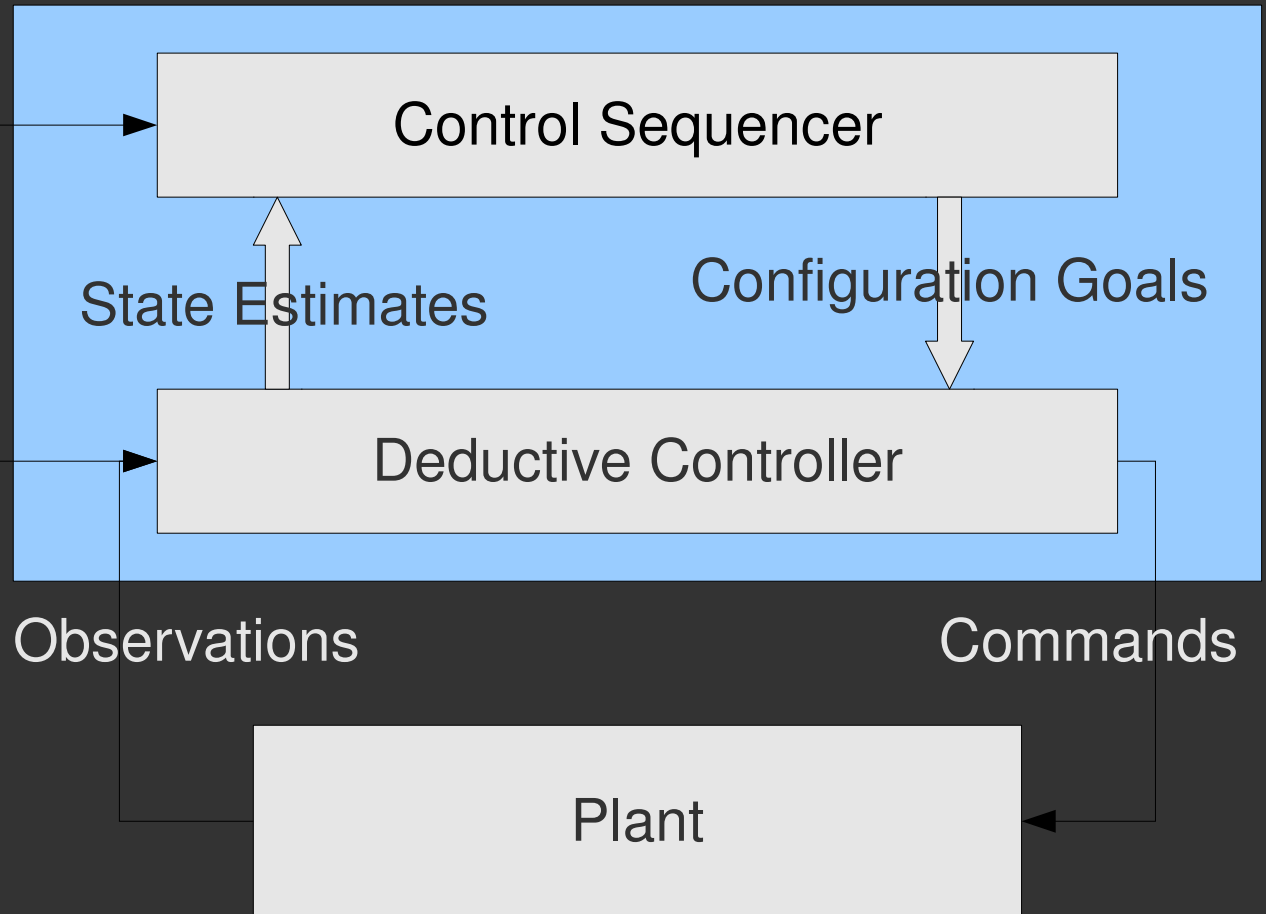 Control Sequencer
State Estimates
Configuration Goals
Deductive Controller
Observations
Commands
Plant